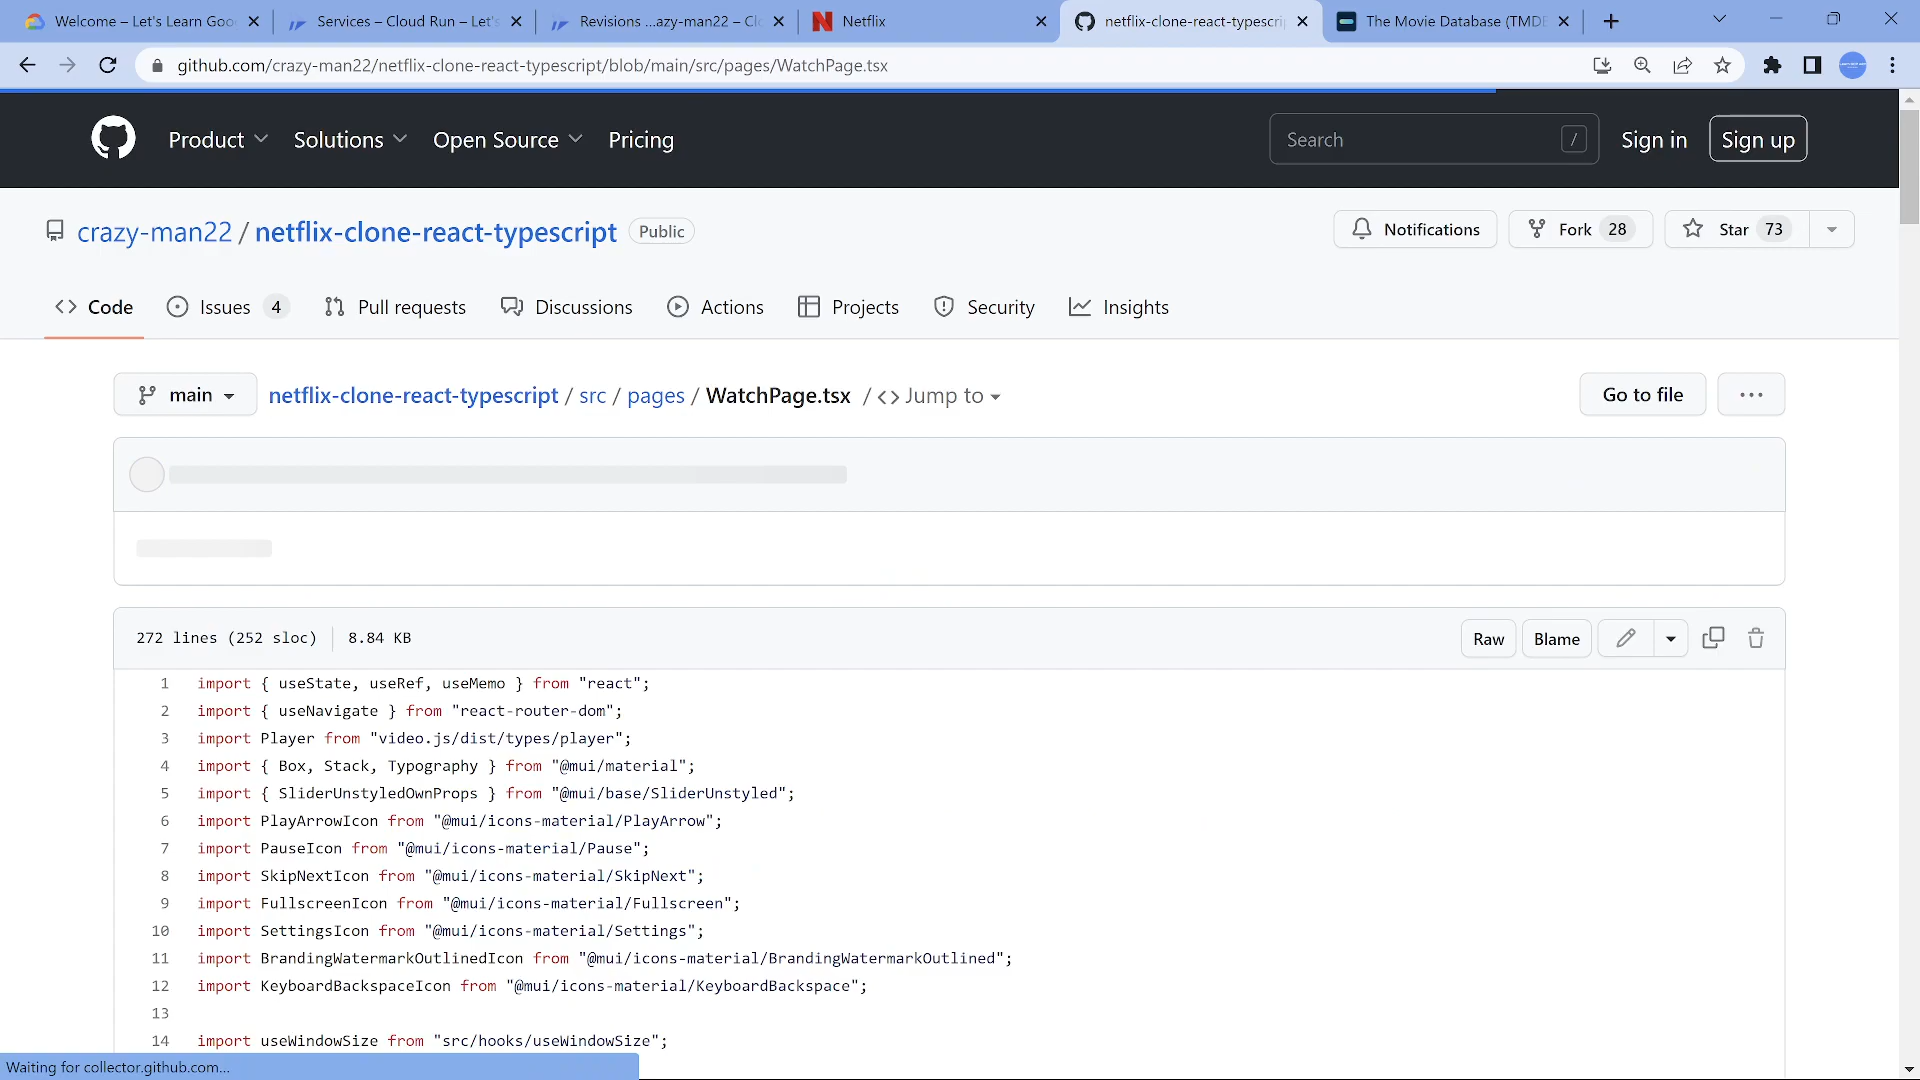 Welcome – Let's Learn Goo
Services – Cloud Run – Let's
Revisions ...azy-man22 – Clo
Netflix
netflix-clone-react-typescrip
The Movie Database (TMDB
github.com/crazy-man22/netflix-clone-react-typescript/blob/main/src/pages/WatchPage.tsx
Product
Solutions
Open Source
Pricing
Search /
Sign in
Sign up
crazy-man22 / netflix-clone-react-typescript Public
Notifications
Fork 28
Star 73
Code
Issues 4
Pull requests
Discussions
Actions
Projects
Security
Insights
main
netflix-clone-react-typescript / src / pages / WatchPage.tsx / <> Jump to
Go to file
...
272 lines (252 sloc) 8.84 KB
Raw
Blame
1 import { useState, useRef, useMemo } from "react";
2 import { useNavigate } from "react-router-dom";
3 import Player from "video.js/dist/types/player";
4 import { Box, Stack, Typography } from "@mui/material";
5 import { SliderUnstyledOwnProps } from "@mui/base/SliderUnstyled";
6 import PlayArrowIcon from "@mui/icons-material/PlayArrow";
7 import PauseIcon from "@mui/icons-material/Pause";
8 import SkipNextIcon from "@mui/icons-material/SkipNext";
9 import FullscreenIcon from "@mui/icons-material/Fullscreen";
10 import SettingsIcon from "@mui/icons-material/Settings";
11 import BrandingWatermarkOutlinedIcon from "@mui/icons-material/BrandingWatermarkOutlined";
12 import KeyboardBackspaceIcon from "@mui/icons-material/KeyboardBackspace";
13
14 import useWindowSize from "src/hooks/useWindowSize";
Waiting for collector.github.com...